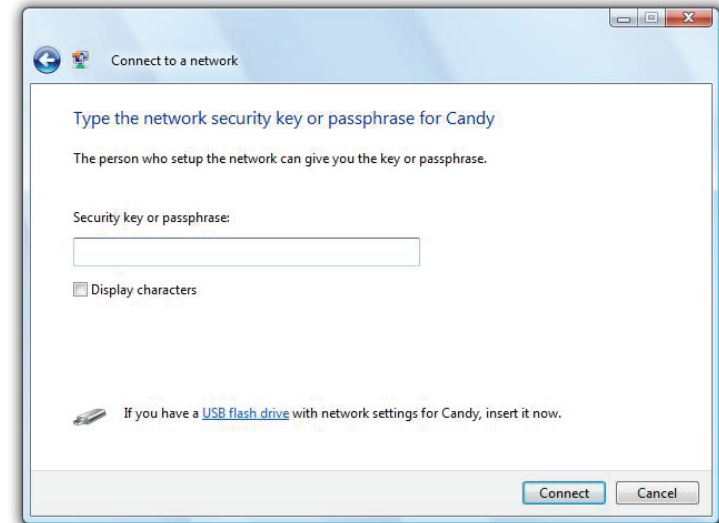 Connect to a network
Type the network security key or passphrase for Candy
The person who setup the network can give you the key or passphrase.
Security key or passphrase:
Display characters
If you have a USB flash drive with network settings for Candy, insert it now.
Connect Cancel